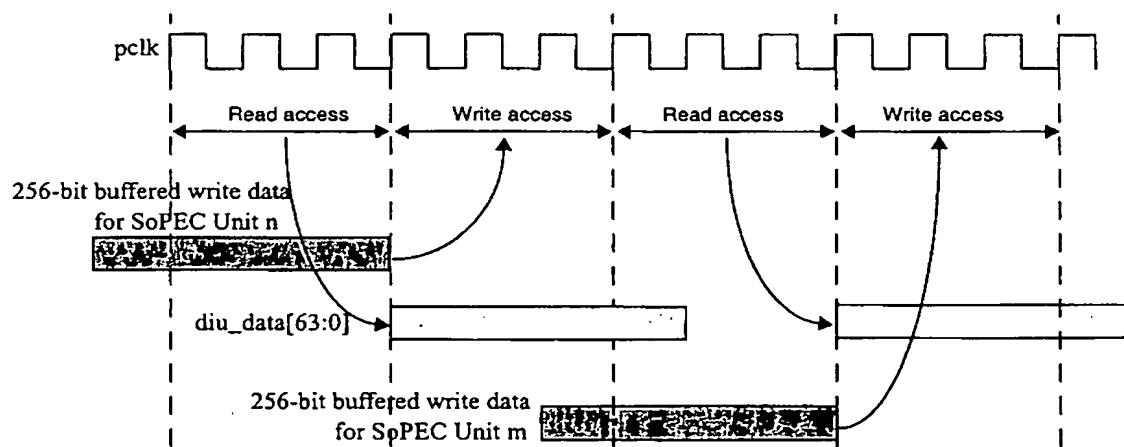 pclk
Read access
Write access
Read access
Write access
256-bit buffered write data
for SoPEC Unit n
diu_data[63:0]
256-bit buffered write data
for SoPEC Unit m